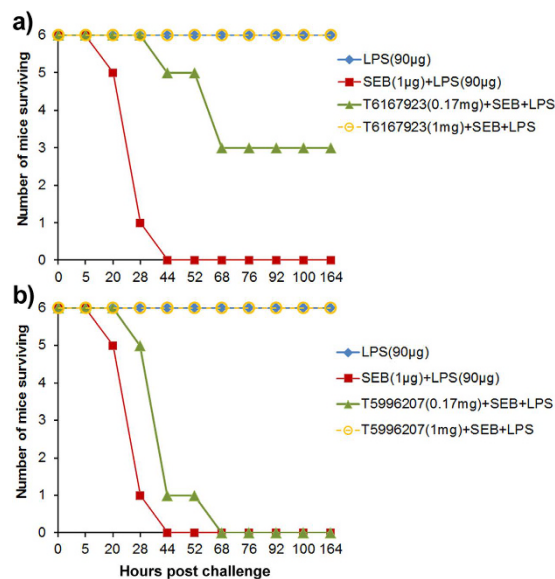 a)
Number of mice surviving
6
5
4
3
2
1
0
0 5 20 28 44 52 68 76 92 100 164
LPS(90µg)
SEB(1µg)+LPS(90µg)
T6167923(0.17mg)+SEB+LPS
T6167923(1mg)+SEB+LPS
b)
Number of mice surviving
6
5
4
3
2
1
0
0 5 20 28 44 52 68 76 92 100 164
Hours post challenge
LPS(90µg)
SEB(1µg)+LPS(90µg)
T5996207(0.17mg)+SEB+LPS
T5996207(1mg)+SEB+LPS